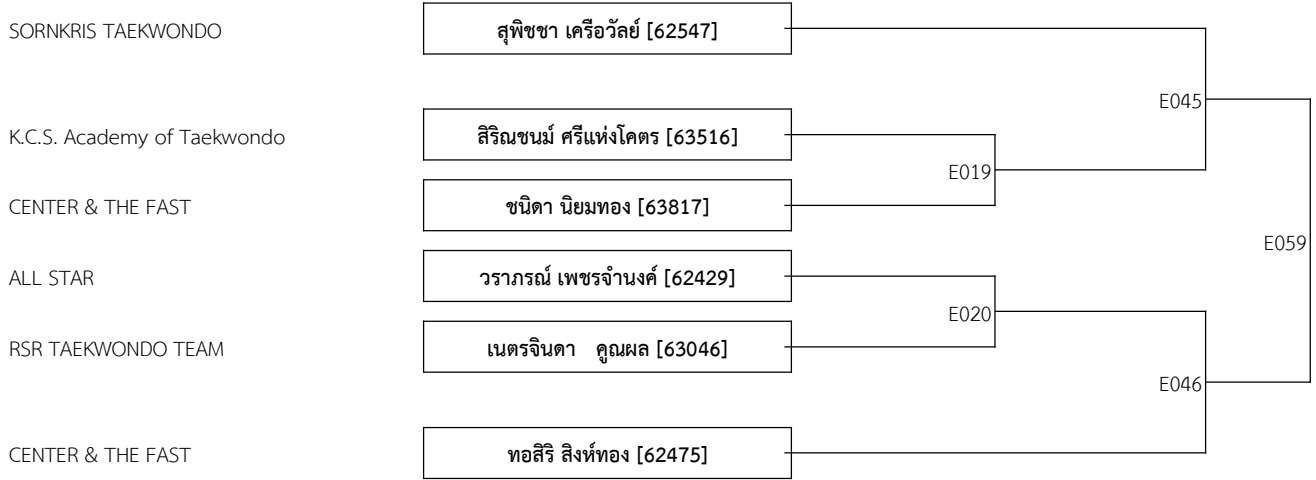 SORNKRIS TAEKWONDO
สุพิชชา เครือวัลย์ [62547]
E045
K.C.S. Academy of Taekwondo
สิริณชนม์ ศรีแห่งโคตร [63516]
E019
CENTER & THE FAST
ชนิดา นิยมทอง [63817]
E059
ALL STAR
วราภรณ์ เพชรจำนงค์ [62429]
E020
RSR TAEKWONDO TEAM
เนตรจินดา คูณผล [63046]
E046
CENTER & THE FAST
ทอสิริ สิงห์ทอง [62475]